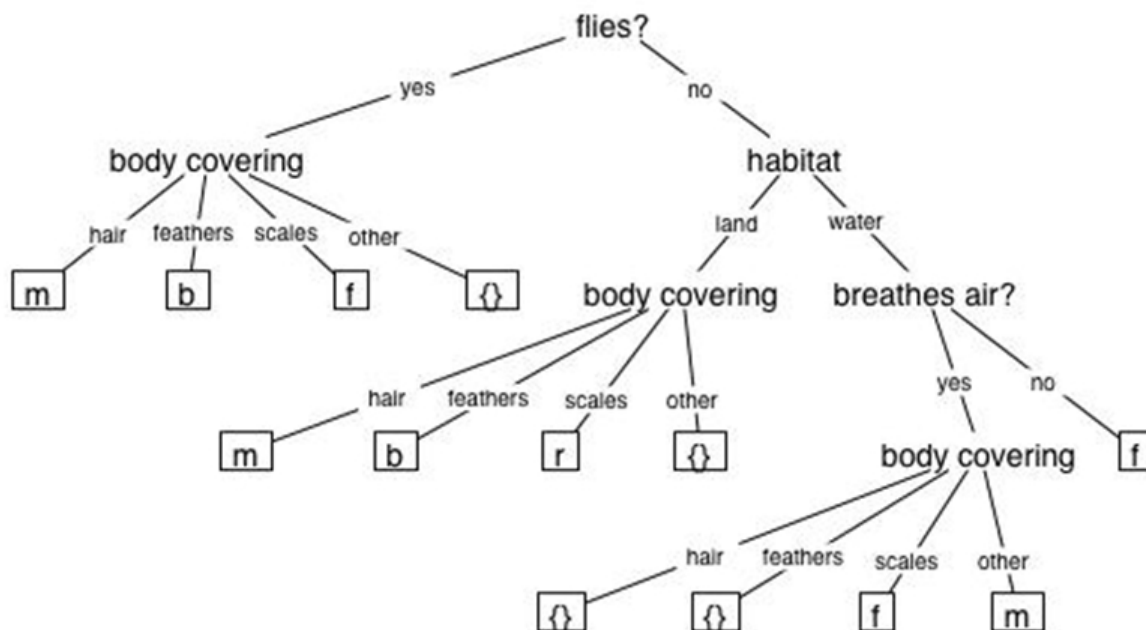 flies?
yes
no
body covering
habitat
hair feathers scales other
land water
m b f {}
body covering breathes air?
yes no
hair feathers scales other
m b r {}
body covering f
hair feathers scales other
{} {} f m